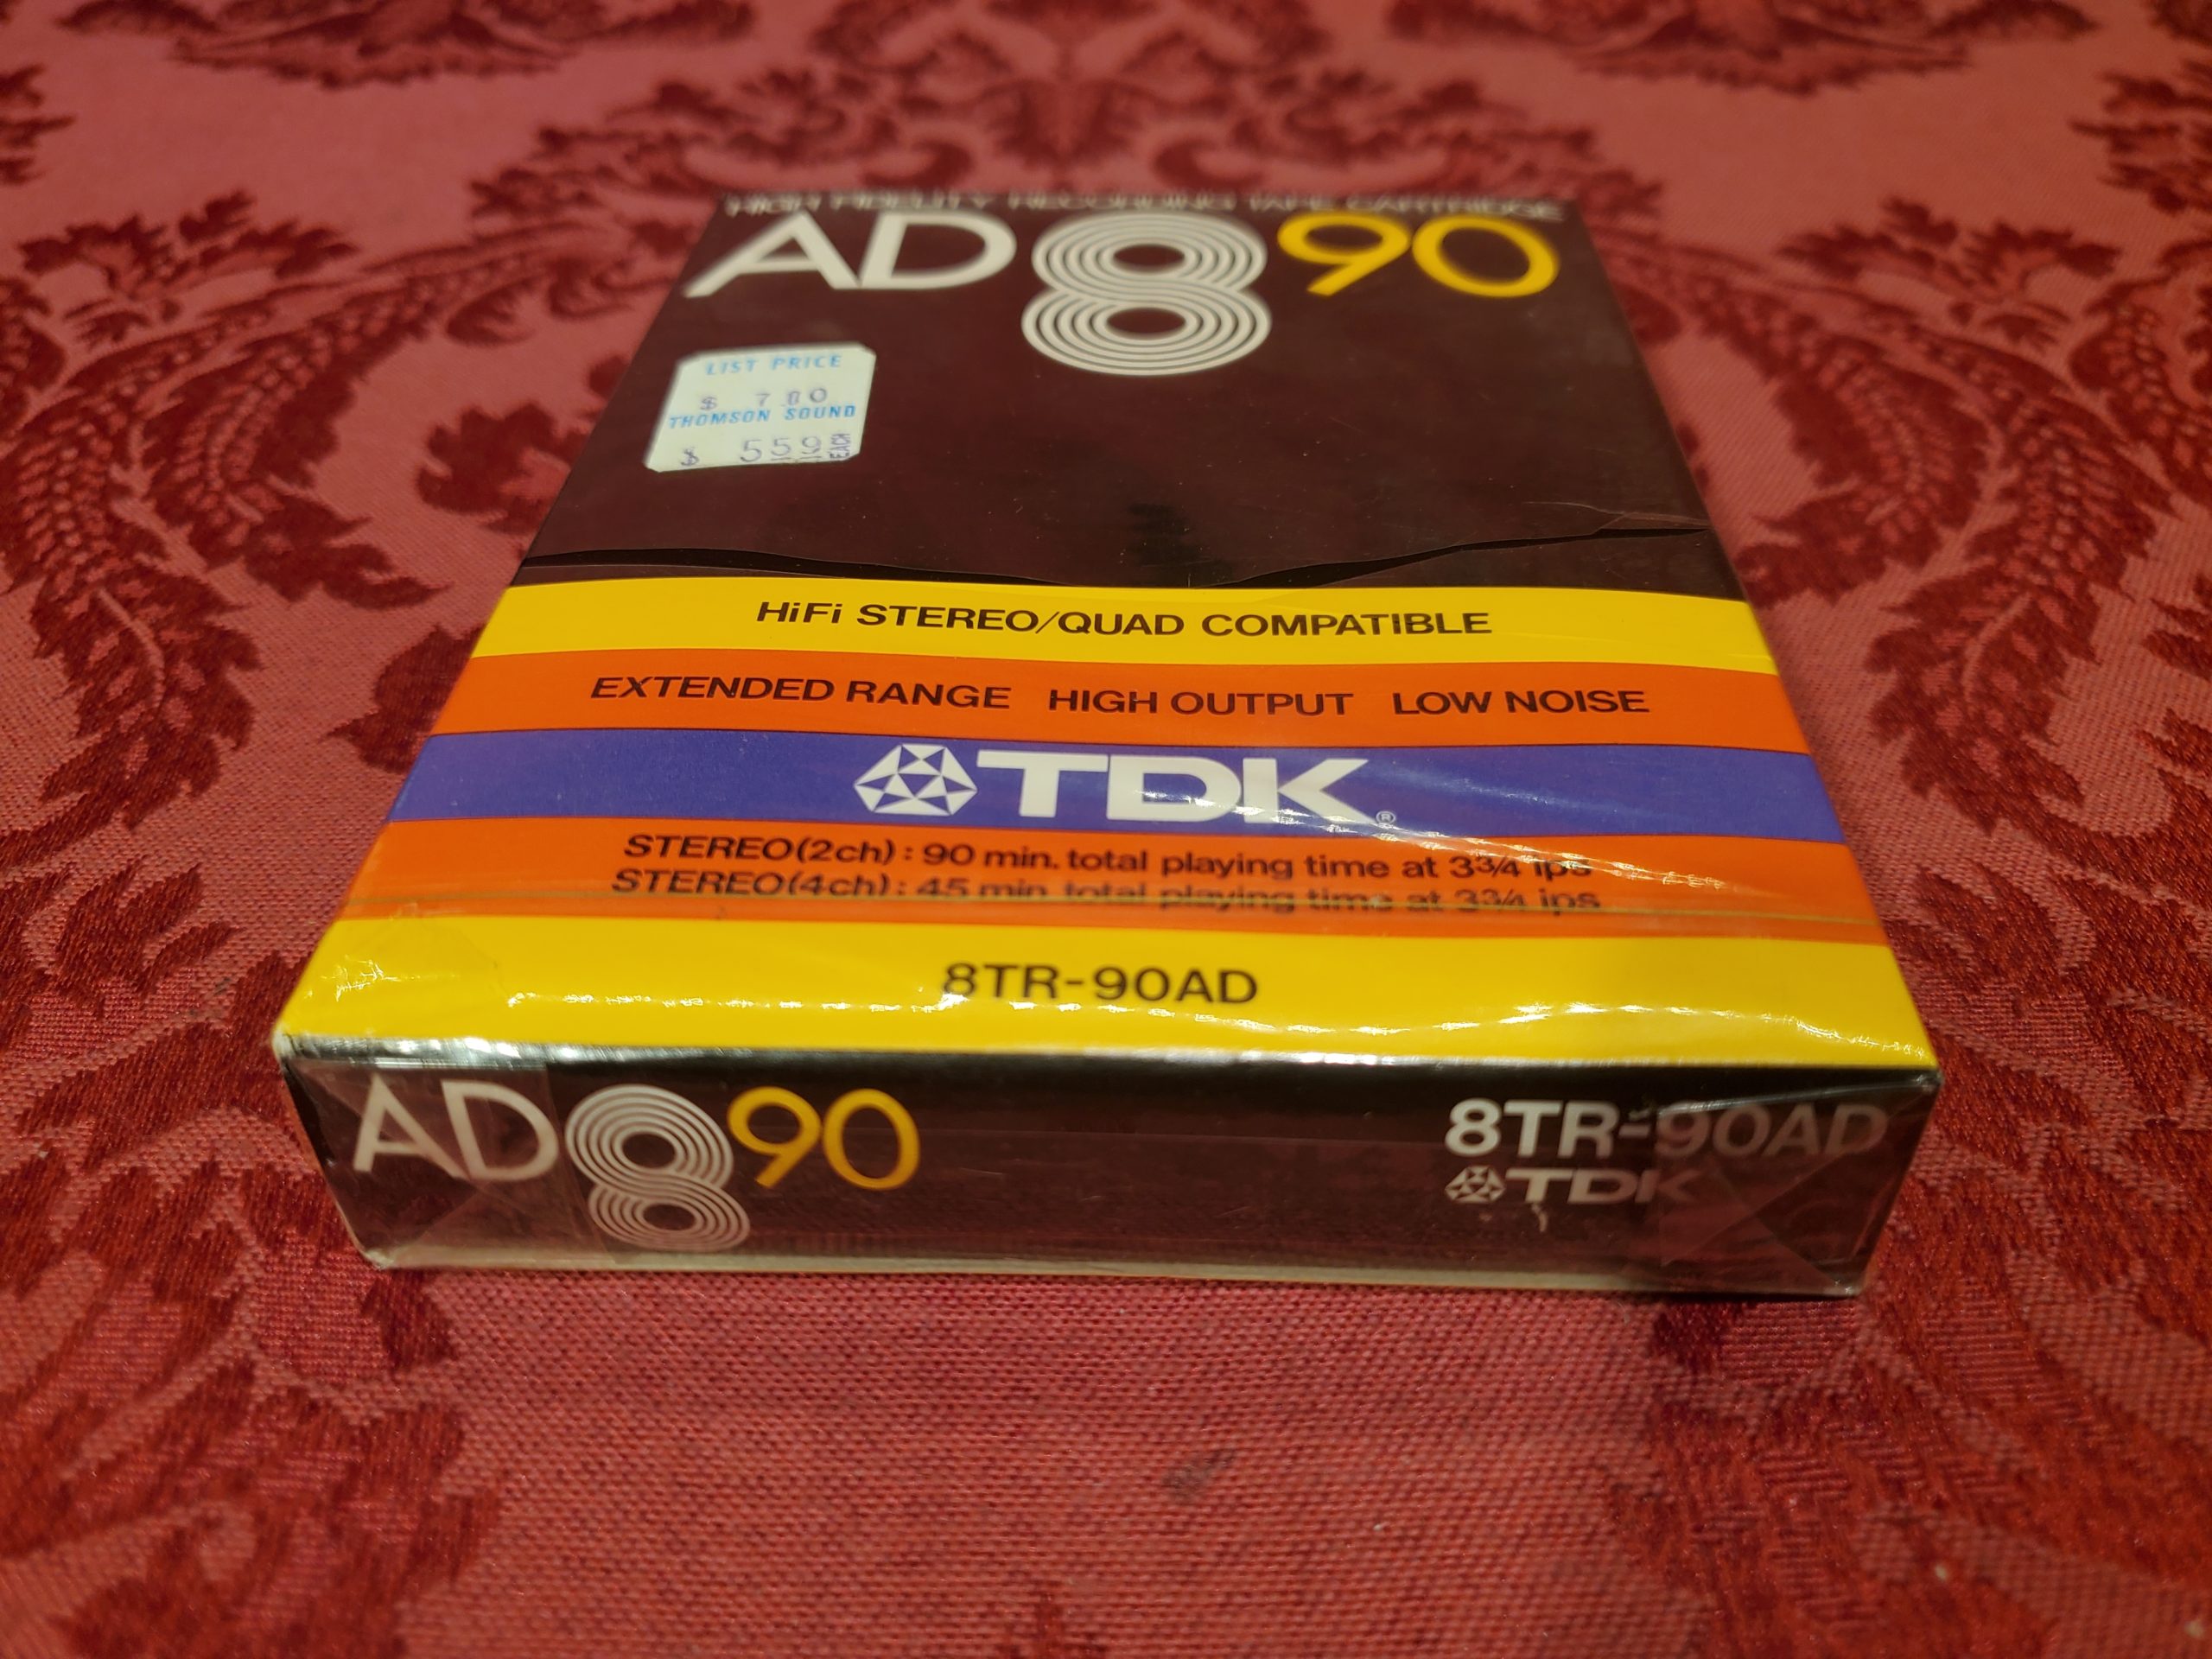 HIGH FIDELITY RECORDING TAPE CARTRIDGE
AD 8 90
LIST PRICE
$ 7.80
THOMSON SOUND
$ 5.59 EACH
HiFi STEREO/QUAD COMPATIBLE
EXTENDED RANGE HIGH OUTPUT LOW NOISE
TDK®
STEREO(2ch) : 90 min. total playing time at 3¾ ips
STEREO(4ch) : 45 min. total playing time at 3¾ ips
8TR-90AD
AD 8 90
8TR-90AD
TDK